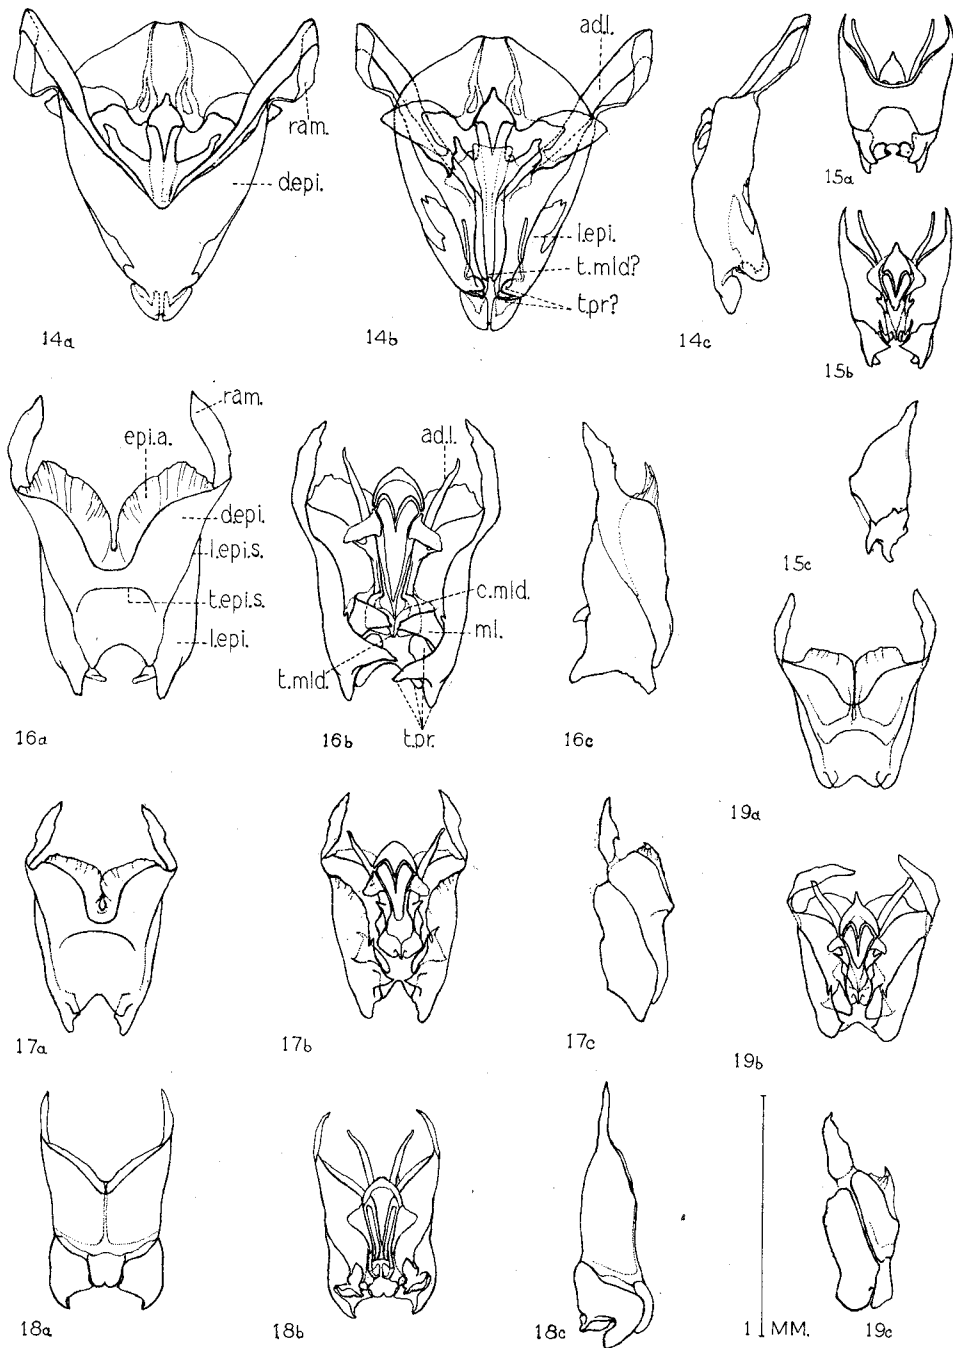 ad.l.
ram.
d.epi.
l.epi.
t.mld?
t.pr?
14a
14b
14c
15a
15b
ram.
epi.a.
ad.l.
d.epi.
l.epi.s.
t.epi.s.
l.epi.
c.mld.
ml.
t.mld.
t.pr.
15c
16a
16b
16c
19a
17a
17b
17c
19b
18a
18b
18c
1 MM.
19c